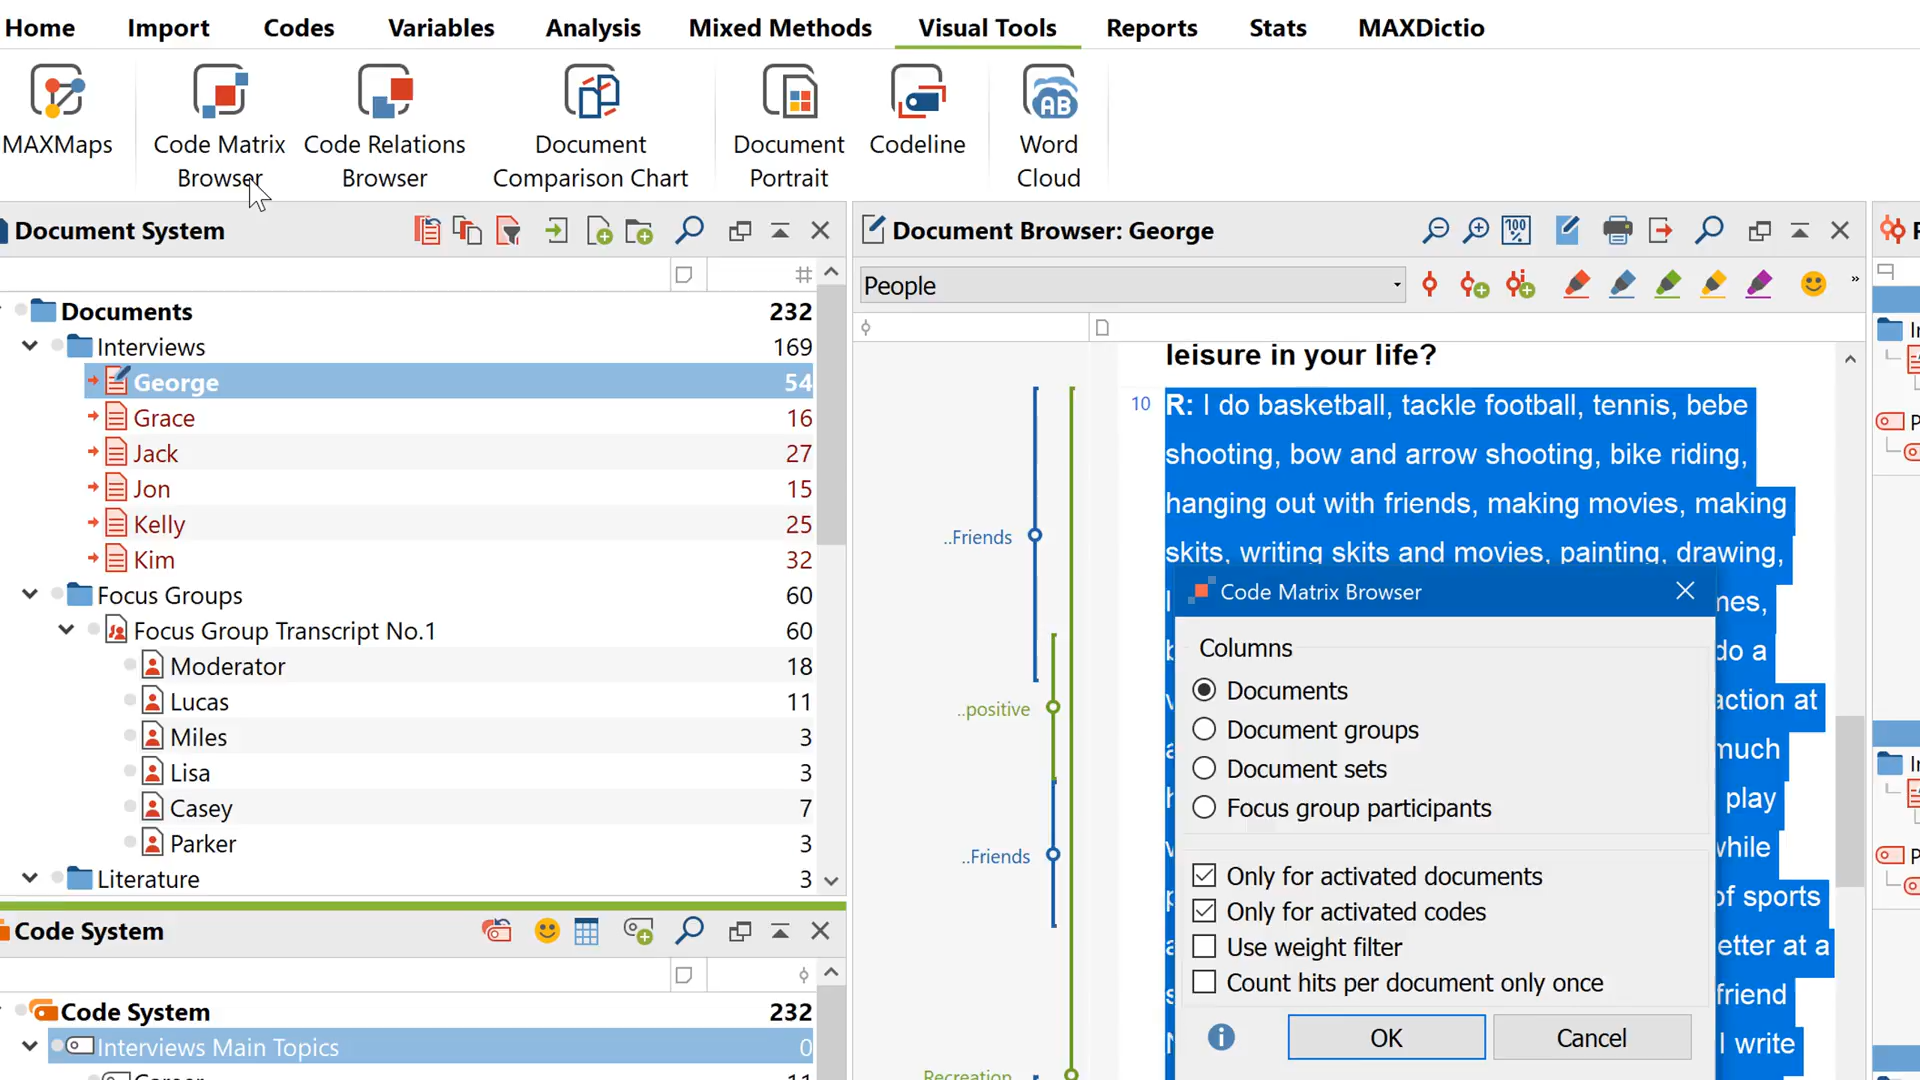 Home Import Codes Variables Analysis Mixed Methods Visual Tools Reports Stats MAXDictio
MAXMaps
Code Matrix
Browser
Code Relations
Browser
Document
Comparison Chart
Document
Portrait
Codeline
Word
Cloud
AB
Document System
Documents 232
Interviews 169
George 54
Grace 16
Jack 27
Jon 15
Kelly 25
Kim 32
Focus Groups 60
Focus Group Transcript No.1 60
Moderator 18
Lucas 11
Miles 3
Lisa 3
Casey 7
Parker 3
Literature 3
Code System
Code System 232
Interviews Main Topics 0
Document Browser: George
100
%
People
..Friends
..positive
..Friends
Recreation
leisure in your life?
10 R: I do basketball, tackle football, tennis, bebe
shooting, bow and arrow shooting, bike riding,
hanging out with friends, making movies, making
skits, writing skits and movies, painting, drawing,
do a
action at
much
play
while
of sports
etter at a
friend
I write
Code Matrix Browser
Columns
Documents
Document groups
Document sets
Focus group participants
Only for activated documents
Only for activated codes
Use weight filter
Count hits per document only once
OK
Cancel